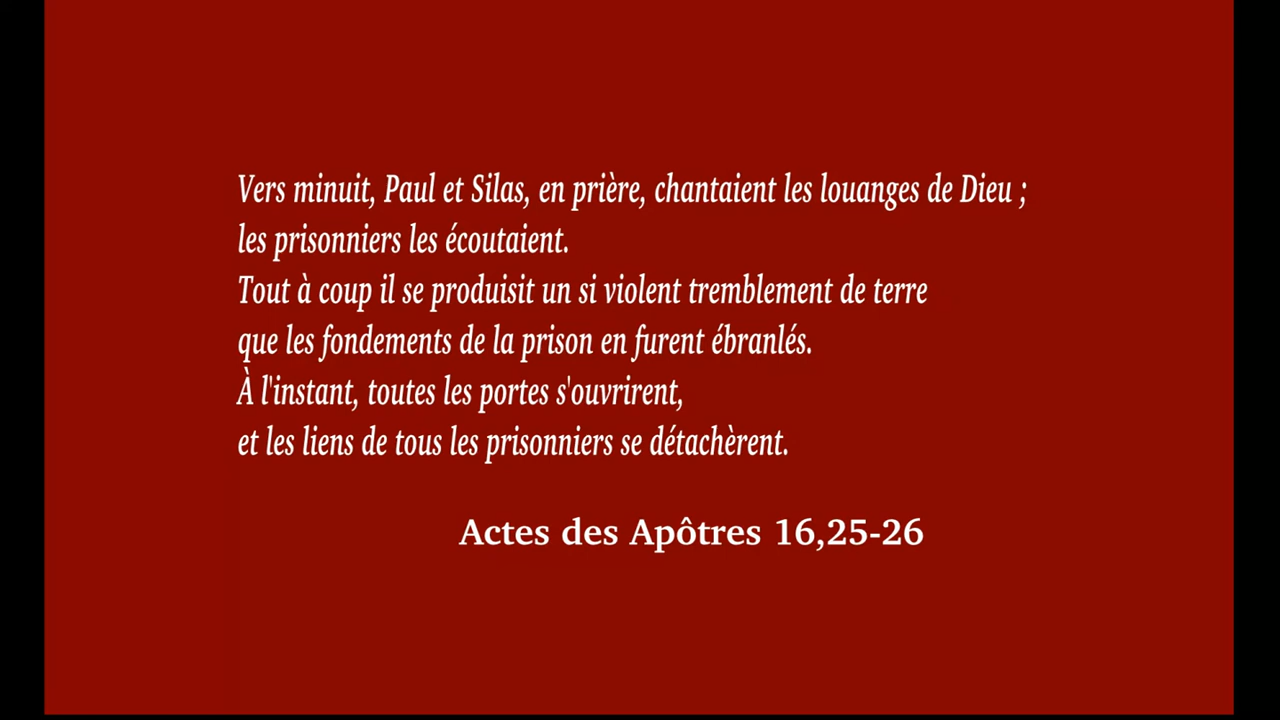 Vers minuit, Paul et Silas, en prière, chantaient les louanges de Dieu ;
les prisonniers les écoutaient.
Tout à coup il se produisit un si violent tremblement de terre
que les fondements de la prison en furent ébranlés.
À l'instant, toutes les portes s'ouvrirent,
et les liens de tous les prisonniers se détachèrent.
Actes des Apôtres 16,25-26